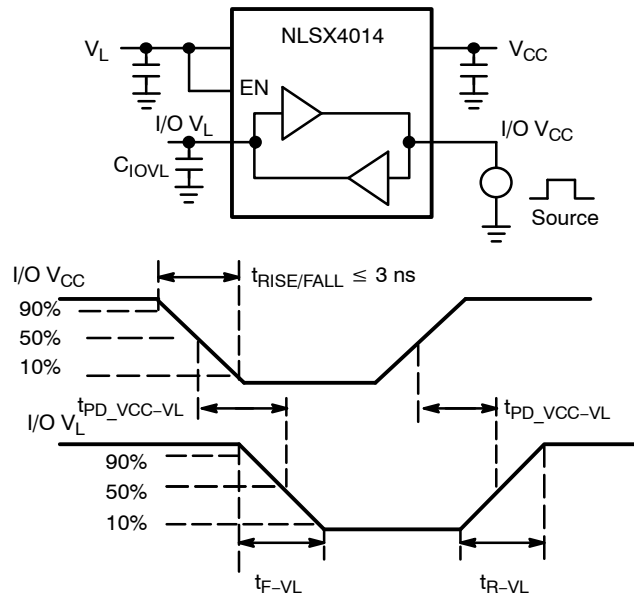 NLSX4014
V_L
V_CC
EN
I/O V_L
I/O V_CC
C_IOVL
Source
I/O V_CC
t_RISE/FALL ≤ 3 ns
90%
50%
10%
t_PD_VCC–VL
t_PD_VCC–VL
I/O V_L
90%
50%
10%
t_F–VL
t_R–VL